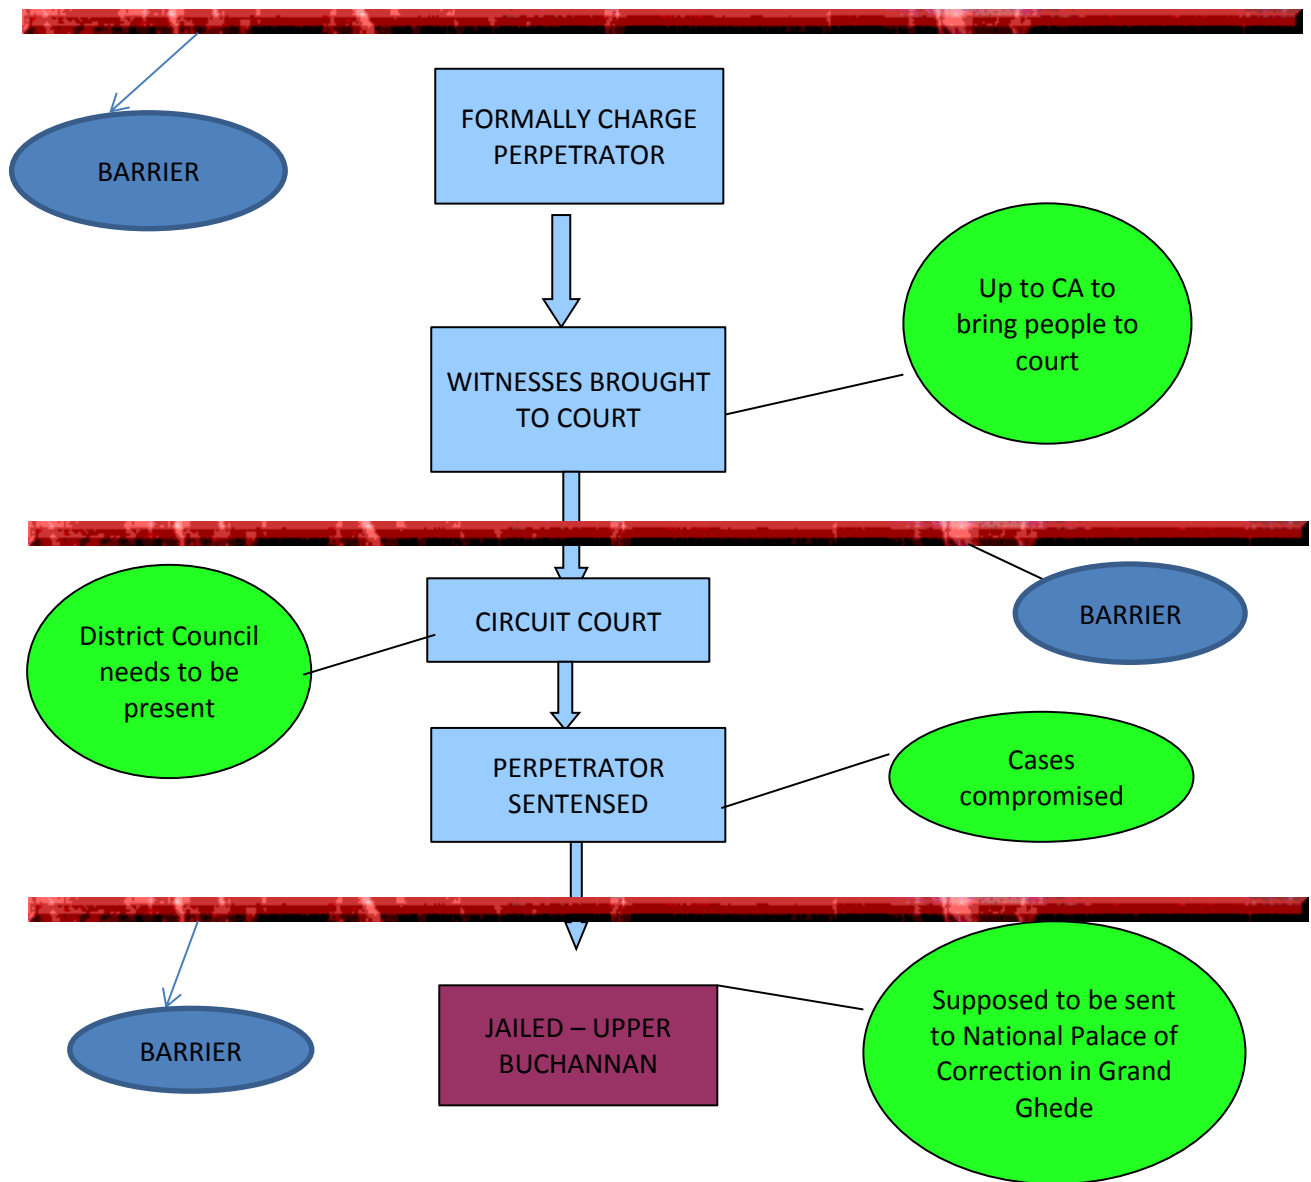 BARRIER
FORMALLY CHARGE
PERPETRATOR
Up to CA to
bring people to
court
WITNESSES BROUGHT
TO COURT
District Council
needs to be
present
CIRCUIT COURT
BARRIER
PERPETRATOR
SENTENSED
Cases
compromised
BARRIER
JAILED – UPPER
BUCHANNAN
Supposed to be sent
to National Palace of
Correction in Grand
Ghede